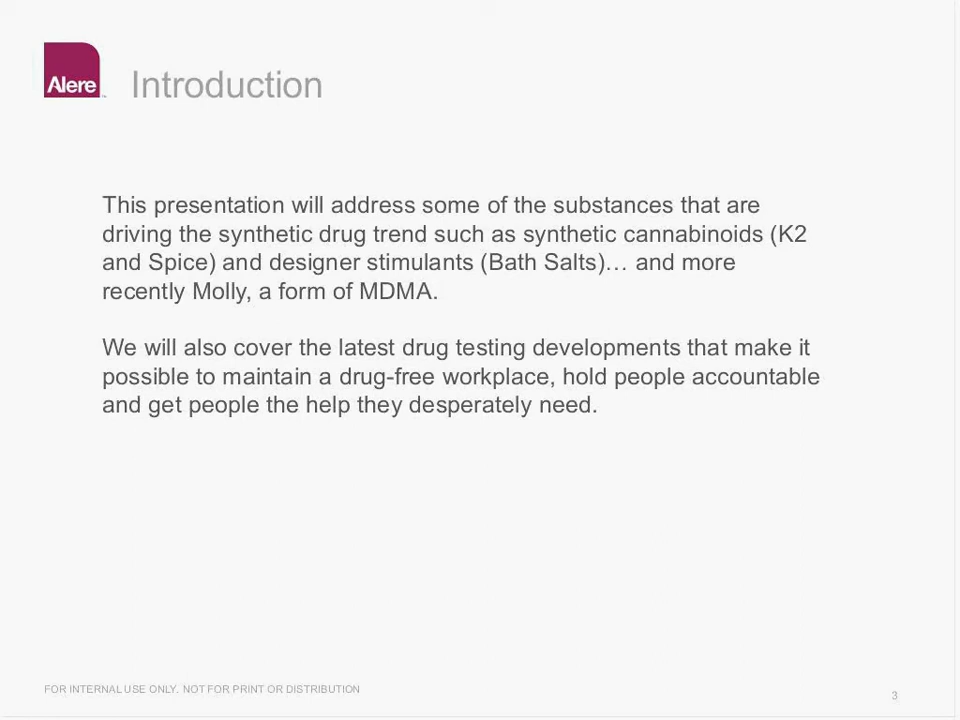 Alere
Introduction
This presentation will address some of the substances that are
driving the synthetic drug trend such as synthetic cannabinoids (K2
and Spice) and designer stimulants (Bath Salts)… and more
recently Molly, a form of MDMA.
We will also cover the latest drug testing developments that make it
possible to maintain a drug-free workplace, hold people accountable
and get people the help they desperately need.
FOR INTERNAL USE ONLY. NOT FOR PRINT OR DISTRIBUTION
3